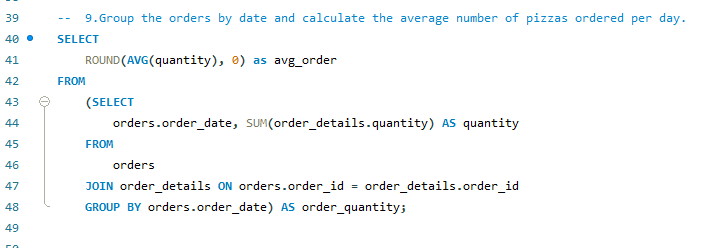 39 -- 9.Group the orders by date and calculate the average number of pizzas ordered per day.
40 SELECT
41 ROUND(AVG(quantity), 0) as avg_order
42 FROM
43 (SELECT
44 orders.order_date, SUM(order_details.quantity) AS quantity
45 FROM
46 orders
47 JOIN order_details ON orders.order_id = order_details.order_id
48 GROUP BY orders.order_date) AS order_quantity;
49